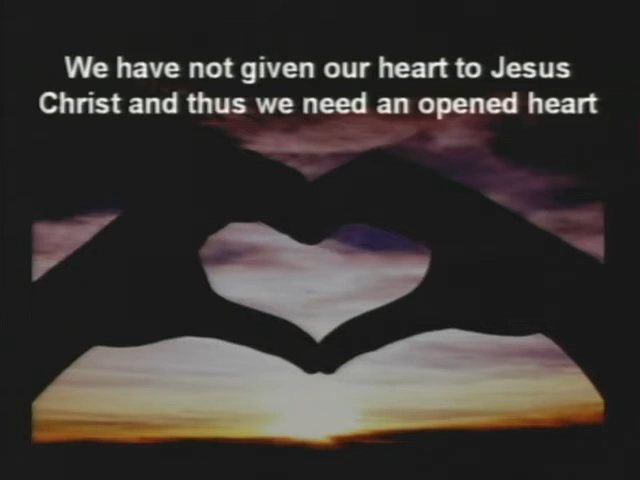 We have not given our heart to Jesus
Christ and thus we need an opened heart